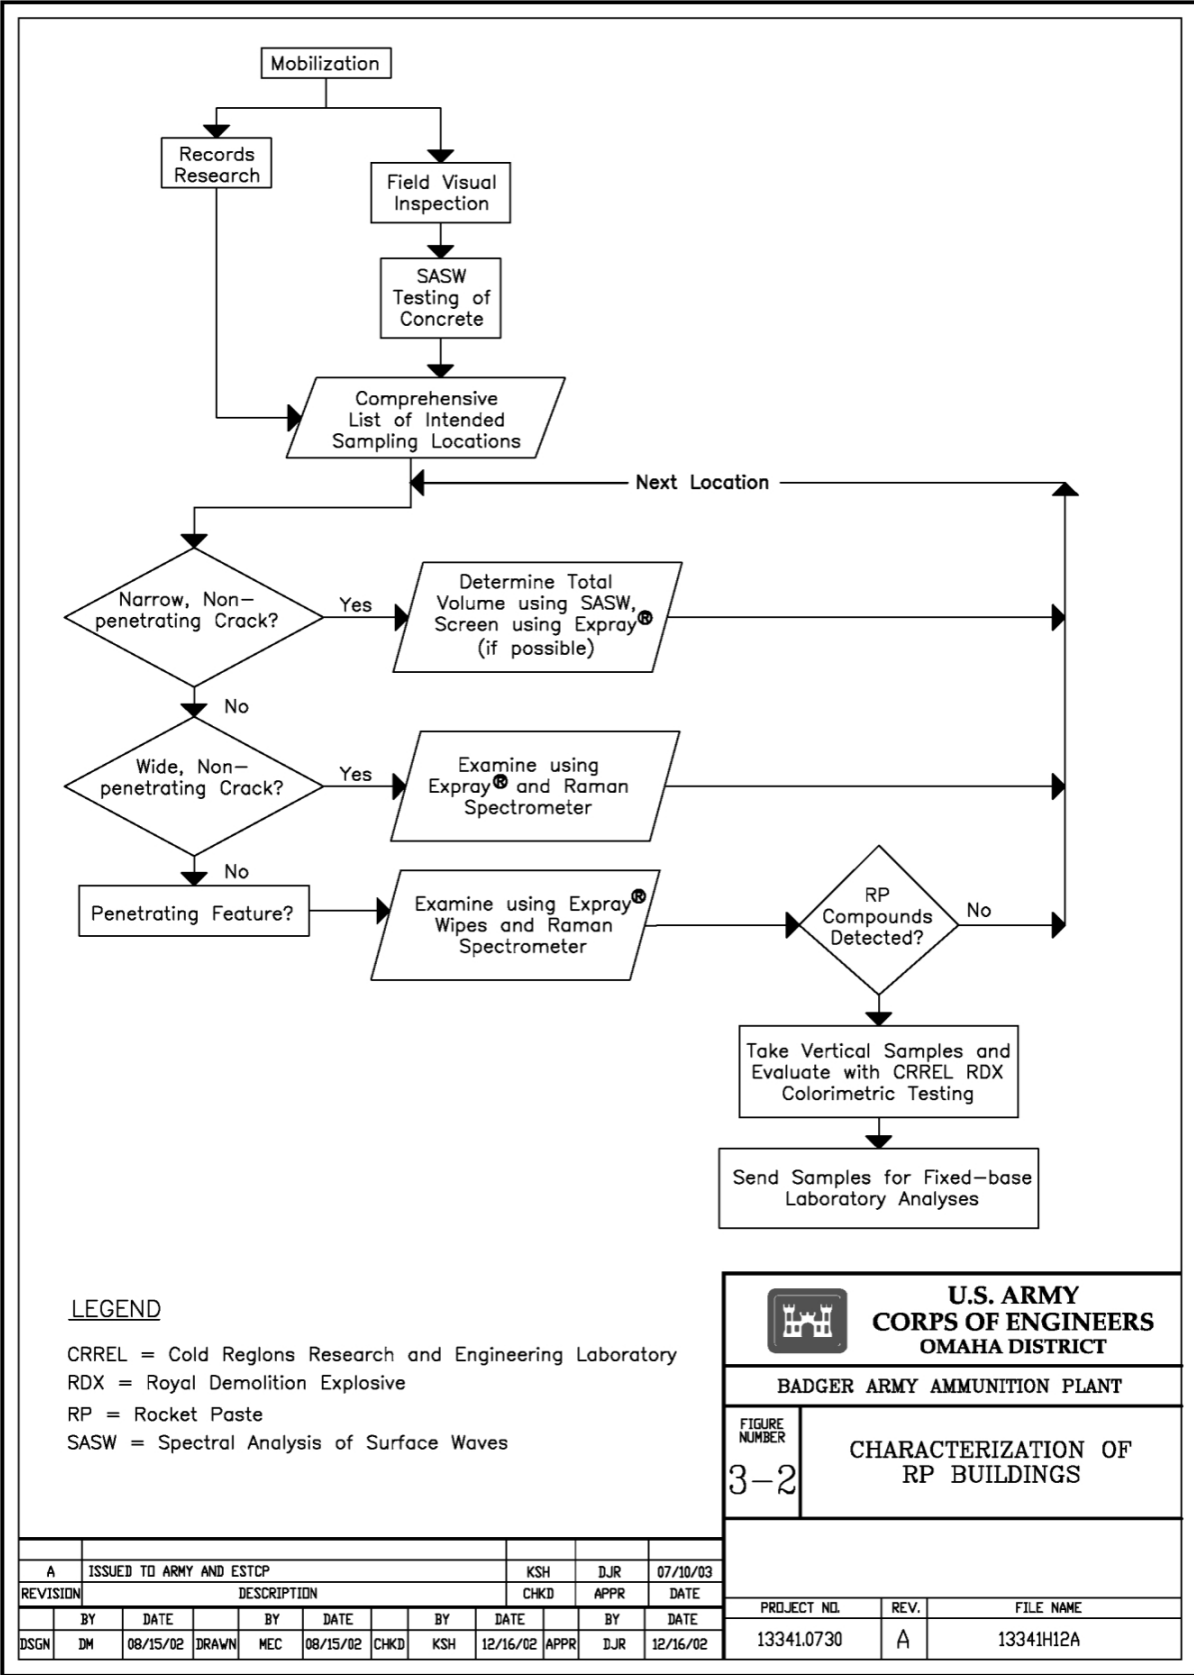 Mobilization
Records
Research
Field Visual
Inspection
SASW
Testing of
Concrete
Comprehensive
List of Intended
Sampling Locations
Next Location
Narrow, Non-
penetrating Crack?
Yes
Determine Total
Volume using SASW,
Screen using Expray®
(if possible)
No
Wide, Non-
penetrating Crack?
Yes
Examine using
Expray® and Raman
Spectrometer
No
Penetrating Feature?
Examine using Expray®
Wipes and Raman
Spectrometer
RP
Compounds
Detected?
No
Take Vertical Samples and
Evaluate with CRREL RDX
Colorimetric Testing
Send Samples for Fixed-base
Laboratory Analyses
LEGEND
CRREL = Cold Regions Research and Engineering Laboratory
RDX = Royal Demolition Explosive
RP = Rocket Paste
SASW = Spectral Analysis of Surface Waves
U.S. ARMY
CORPS OF ENGINEERS
OMAHA DISTRICT
BADGER ARMY AMMUNITION PLANT
FIGURE
NUMBER
3-2
CHARACTERIZATION OF
RP BUILDINGS
A ISSUED TO ARMY AND ESTCP KSH DJR 07/10/03
REVISION DESCRIPTION CHKD APPR DATE
BY DATE BY DATE BY DATE BY DATE
DSGN DM 08/15/02 DRAWN MEC 08/15/02 CHKD KSH 12/16/02 APPR DJR 12/16/02
PROJECT NO. REV. FILE NAME
13341.0730 A 13341H12A